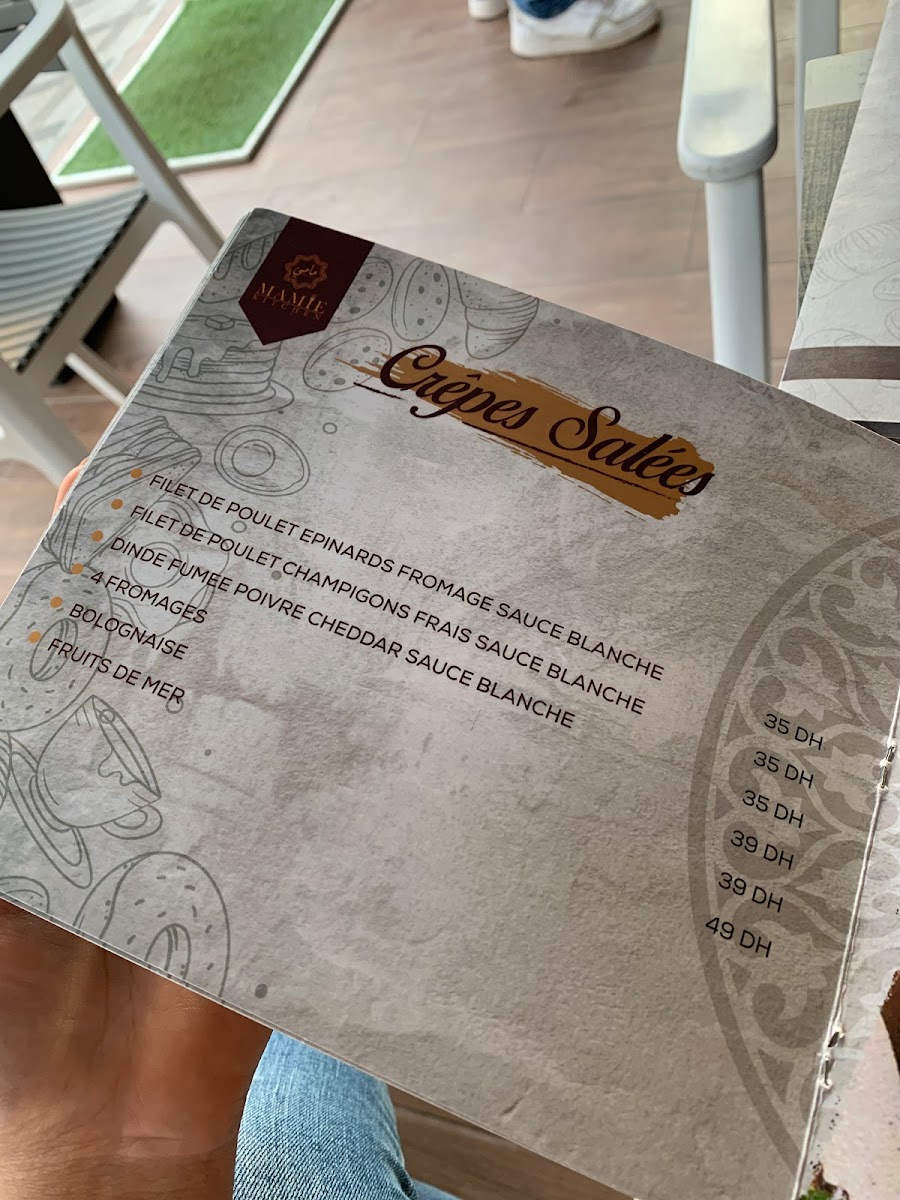 مامي
MAMIE
KITCHEN
Crêpes Salées
FILET DE POULET EPINARDS FROMAGE SAUCE BLANCHE 35 DH
FILET DE POULET CHAMPIGONS FRAIS SAUCE BLANCHE 35 DH
DINDE FUMEE POIVRE CHEDDAR SAUCE BLANCHE 35 DH
4 FROMAGES 39 DH
BOLOGNAISE 39 DH
FRUITS DE MER 49 DH